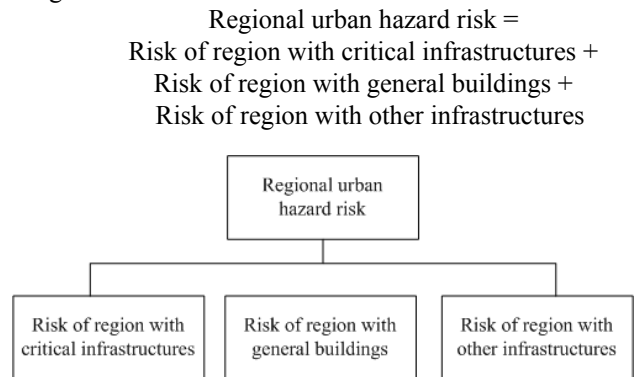 Regional urban hazard risk =
Risk of region with critical infrastructures +
Risk of region with general buildings +
Risk of region with other infrastructures
Regional urban
hazard risk
Risk of region with
critical infrastructures
Risk of region with
general buildings
Risk of region with
other infrastructures